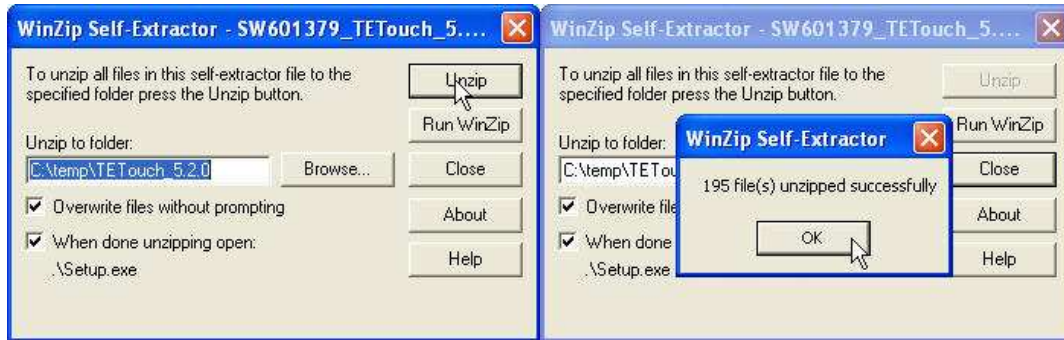 WinZip Self-Extractor - SW601379_TETouch_5....
To unzip all files in this self-extractor file to the
specified folder press the Unzip button.
Unzip to folder:
C:\temp\TETouch_5.2.0
Browse...
Overwrite files without prompting
When done unzipping open:
.\Setup.exe
Unzip
Run WinZip
Close
About
Help
WinZip Self-Extractor - SW601379_TETouch_5....
To unzip all files in this self-extractor file to the
specified folder press the Unzip button.
Unzip to folder:
C:\temp\TETou
Overwrite file
When done
.\Setup.exe
Unzip
Run WinZip
Close
About
Help
WinZip Self-Extractor
195 file(s) unzipped successfully
OK